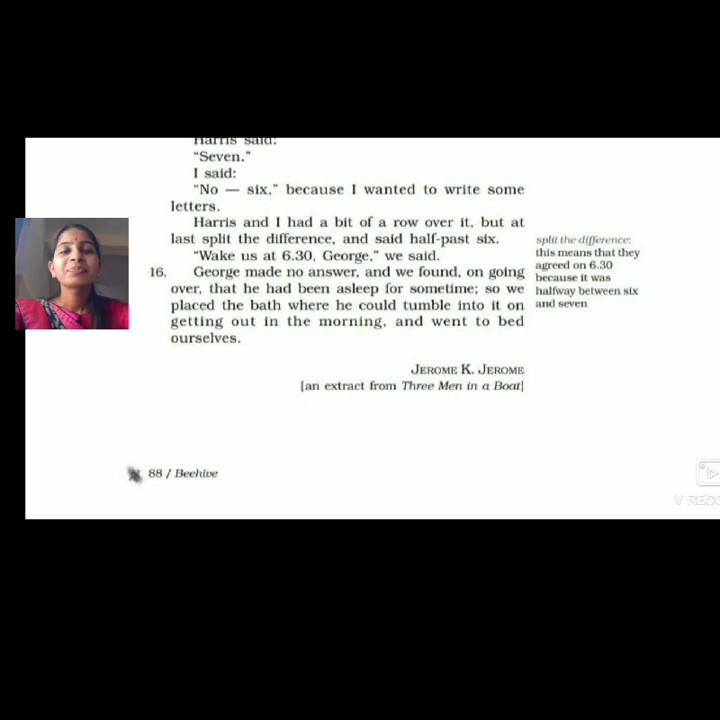 Harris said:
“Seven.”
I said:
“No — six,” because I wanted to write some
letters.
Harris and I had a bit of a row over it, but at
last split the difference, and said half-past six.
“Wake us at 6.30, George,” we said.
16. George made no answer, and we found, on going
over, that he had been asleep for sometime; so we
placed the bath where he could tumble into it on
getting out in the morning, and went to bed
ourselves.
split the difference:
this means that they
agreed on 6.30
because it was
halfway between six
and seven
JEROME K. JEROME
[an extract from Three Men in a Boat]
88 / Beehive
V RECO